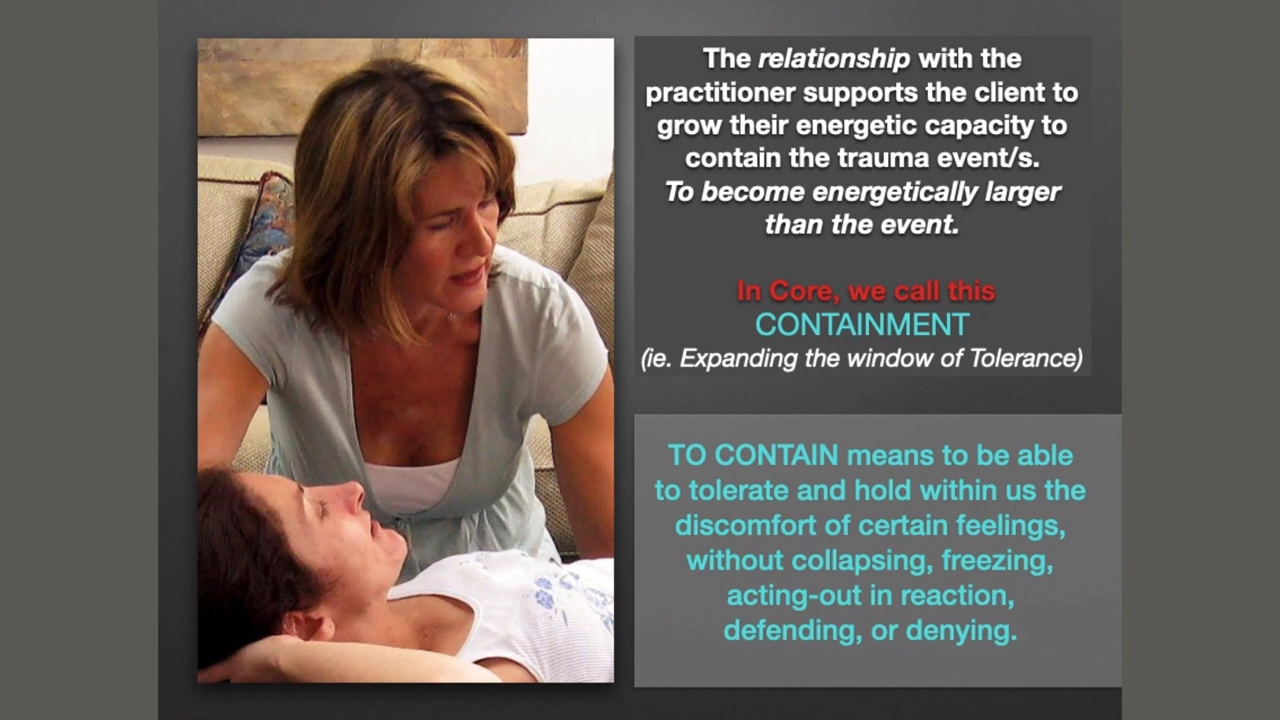 The relationship with the
practitioner supports the client to
grow their energetic capacity to
contain the trauma event/s.
To become energetically larger
than the event.
In Core, we call this
CONTAINMENT
(ie. Expanding the window of Tolerance)
TO CONTAIN means to be able
to tolerate and hold within us the
discomfort of certain feelings,
without collapsing, freezing,
acting-out in reaction,
defending, or denying.